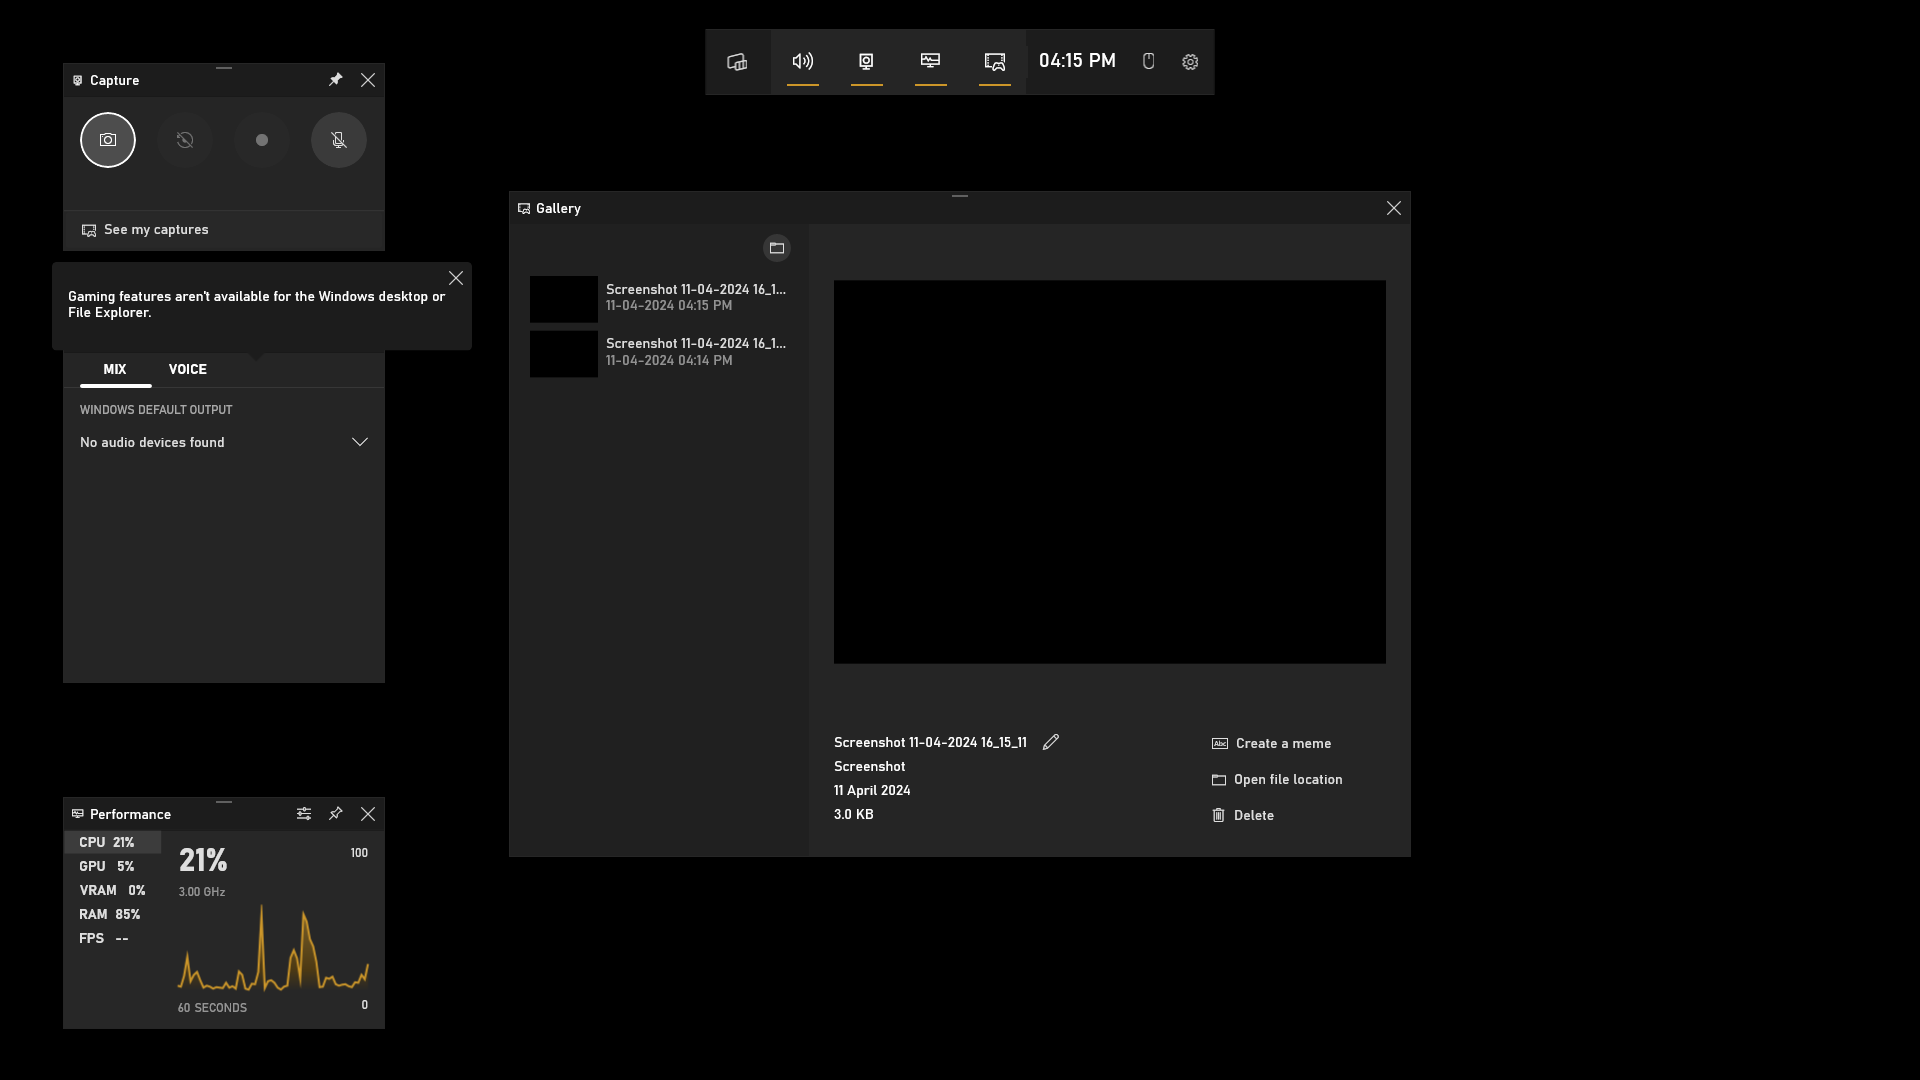 04:15 PM
Capture
See my captures
Gaming features aren't available for the Windows desktop or
File Explorer.
MIX VOICE
WINDOWS DEFAULT OUTPUT
No audio devices found
Performance
CPU 21%
GPU 5%
VRAM 0%
RAM 85%
FPS --
21%
100
3.00 GHz
60 SECONDS
0
Gallery
Screenshot 11-04-2024 16_1...
11-04-2024 04:15 PM
Screenshot 11-04-2024 16_1...
11-04-2024 04:14 PM
Screenshot 11-04-2024 16_15_11
Screenshot
11 April 2024
3.0 KB
Abc Create a meme
Open file location
Delete